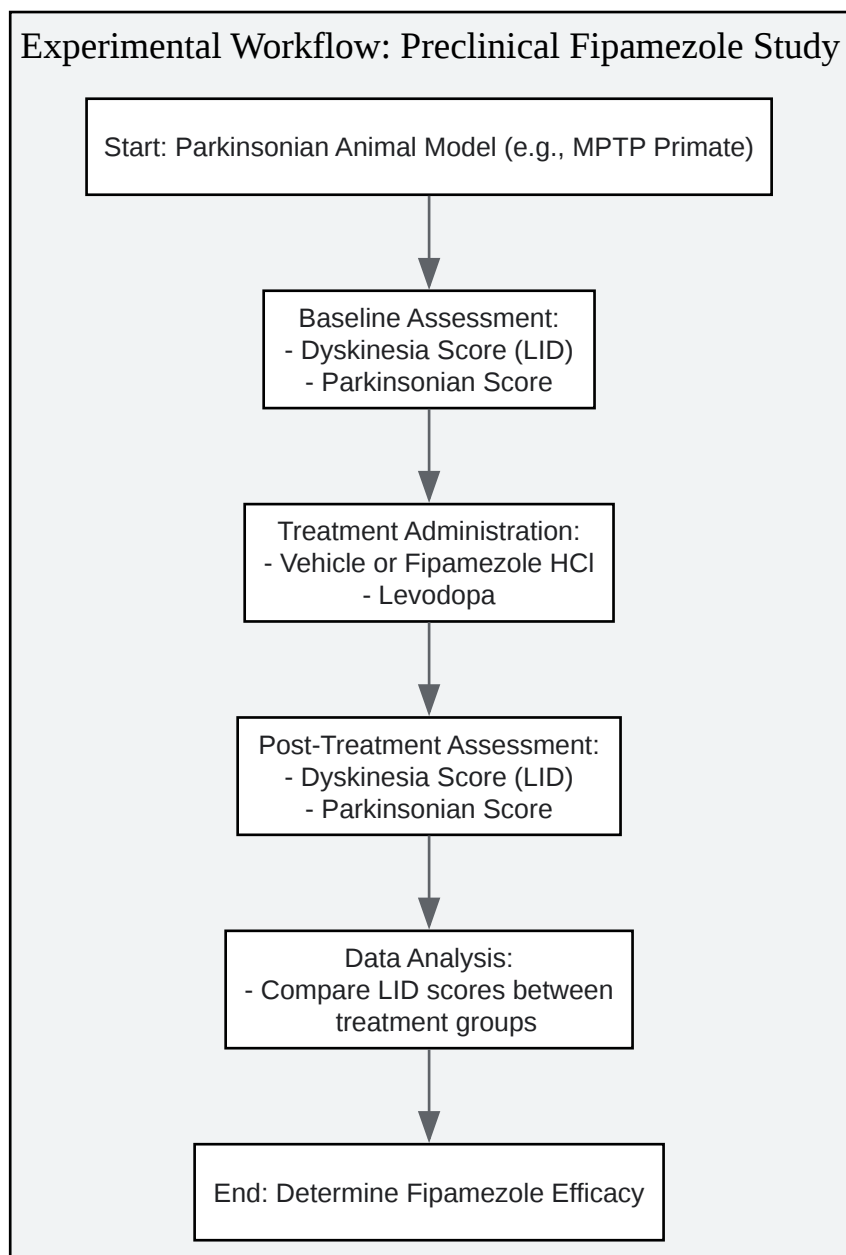 Experimental Workflow: Preclinical Fipamezole Study
Start: Parkinsonian Animal Model (e.g., MPTP Primate)
Baseline Assessment:
- Dyskinesia Score (LID)
- Parkinsonian Score
Treatment Administration:
- Vehicle or Fipamezole HCl
- Levodopa
Post-Treatment Assessment:
- Dyskinesia Score (LID)
- Parkinsonian Score
Data Analysis:
- Compare LID scores between
treatment groups
End: Determine Fipamezole Efficacy